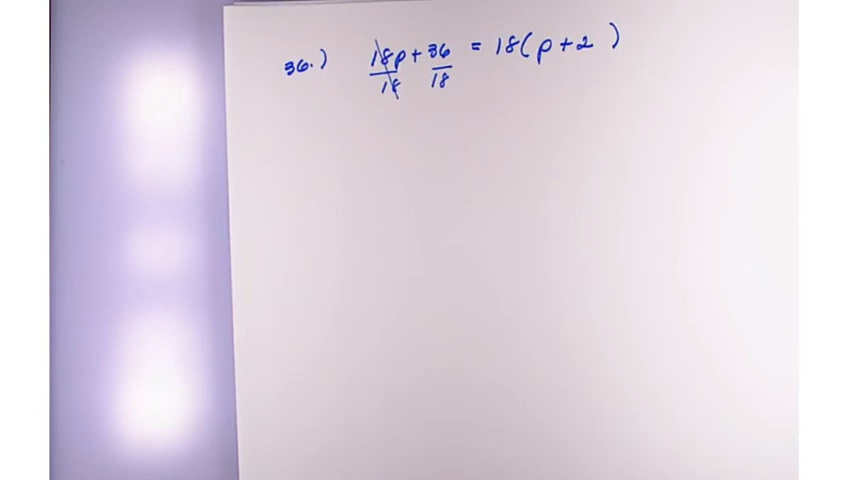 36.) 18p + 36 = 18(p + 2)
18 18